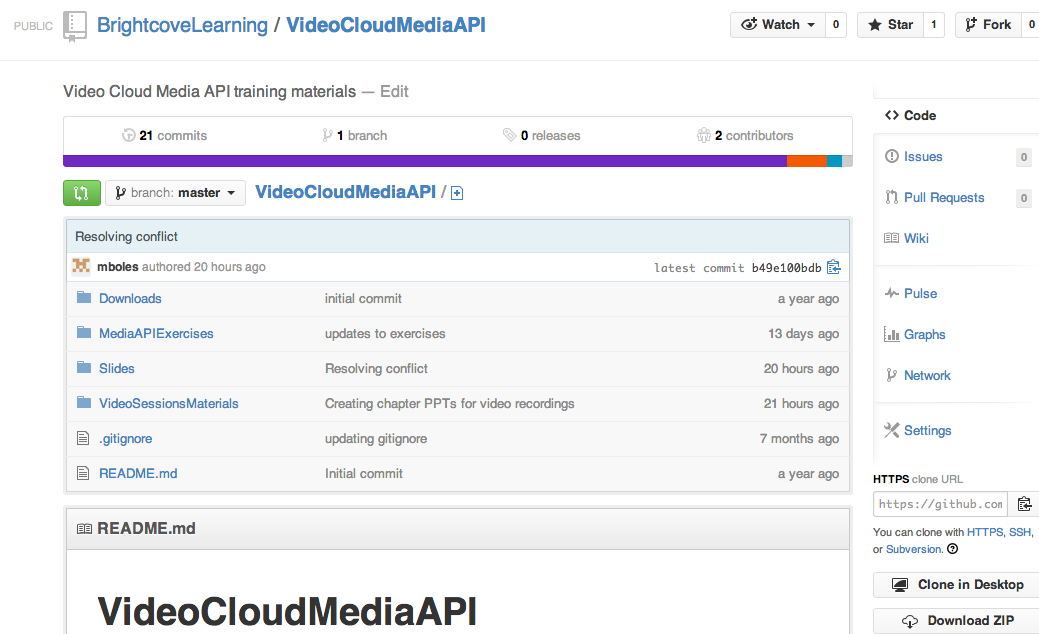 PUBLIC BrightcoveLearning / VideoCloudMediaAPI Watch 0 Star 1 Fork 0
Video Cloud Media API training materials — Edit
21 commits 1 branch 0 releases 2 contributors
branch: master VideoCloudMediaAPI /
Resolving conflict
mboles authored 20 hours ago latest commit b49e100bdb
Downloads initial commit a year ago
MediaAPIExercises updates to exercises 13 days ago
Slides Resolving conflict 20 hours ago
VideoSessionsMaterials Creating chapter PPTs for video recordings 21 hours ago
.gitignore updating gitignore 7 months ago
README.md Initial commit a year ago
README.md
VideoCloudMediaAPI
Code
Issues 0
Pull Requests 0
Wiki
Pulse
Graphs
Network
Settings
HTTPS clone URL
https://github.com
You can clone with HTTPS, SSH,
or Subversion.
Clone in Desktop
Download ZIP